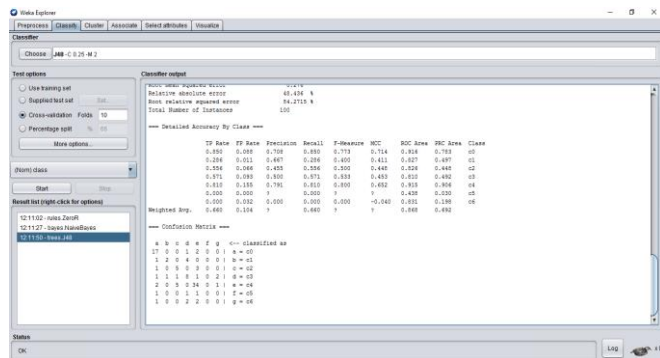 Weka Explorer
Preprocess Classify Cluster Associate Select attributes Visualize
Classifier
Choose J48 -C 0.25 -M 2
Test options
Use training set
Supplied test set Set...
Cross-validation Folds 10
Percentage split % 66
More options...
(Nom) class
Start Stop
Result list (right-click for options)
12:11:02 - rules.ZeroR
12:11:27 - bayes.NaiveBayes
12:11:50 - trees.J48
Classifier output
Relative absolute error 48.436 %
Root relative squared error 84.2715 %
Total Number of Instances 100
=== Detailed Accuracy By Class ===
TP Rate FP Rate Precision Recall F-Measure MCC ROC Area PRC Area Class
0.850 0.088 0.708 0.850 0.773 0.714 0.916 0.783 c0
0.286 0.011 0.667 0.286 0.400 0.411 0.827 0.497 c1
0.556 0.066 0.455 0.556 0.500 0.448 0.826 0.448 c2
0.571 0.093 0.500 0.571 0.533 0.453 0.810 0.492 c3
0.810 0.155 0.791 0.810 0.800 0.652 0.915 0.906 c4
0.000 0.000 ? 0.000 ? ? 0.438 0.030 c5
0.000 0.032 0.000 0.000 0.000 -0.040 0.831 0.198 c6
Weighted Avg. 0.660 0.104 ? 0.660 ? ? 0.868 0.692
=== Confusion Matrix ===
a b c d e f g <-- classified as
17 0 0 1 2 0 0 | a = c0
1 2 0 4 0 0 0 | b = c1
1 0 5 0 3 0 0 | c = c2
1 1 1 8 1 0 2 | d = c3
2 0 5 0 34 0 1 | e = c4
1 0 0 1 1 0 0 | f = c5
1 0 0 2 2 0 0 | g = c6
Status
OK
Log